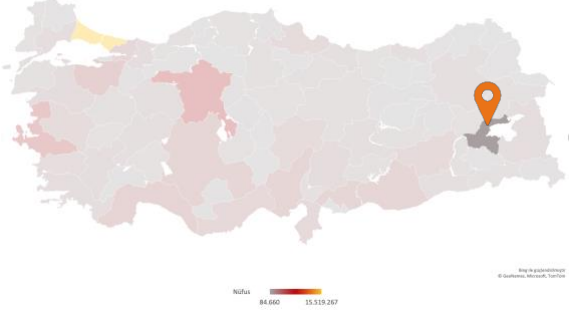 Bing ile güçlendirilmiştir
© GeoNames, Microsoft, TomTom
Nüfus
84.660
15.519.267